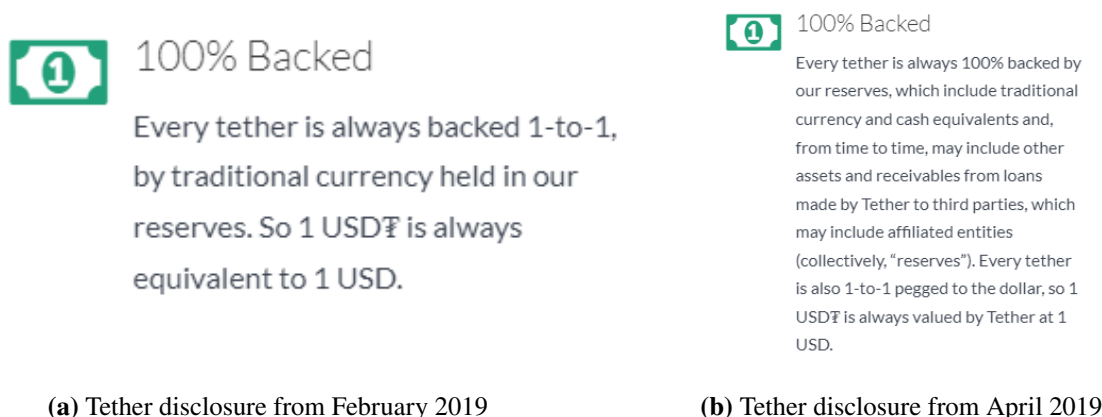 1
100% Backed
Every tether is always backed 1-to-1,
by traditional currency held in our
reserves. So 1 USD₮ is always
equivalent to 1 USD.
(a) Tether disclosure from February 2019
1
100% Backed
Every tether is always 100% backed by
our reserves, which include traditional
currency and cash equivalents and,
from time to time, may include other
assets and receivables from loans
made by Tether to third parties, which
may include affiliated entities
(collectively, “reserves”). Every tether
is also 1-to-1 pegged to the dollar, so 1
USD₮ is always valued by Tether at 1
USD.
(b) Tether disclosure from April 2019